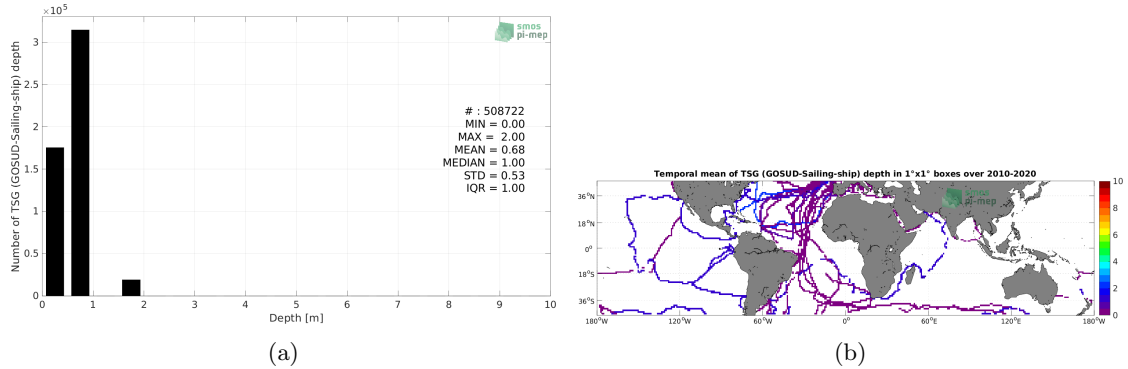 ×10⁵
3
2.5
2
1.5
1
0.5
0
Number of TSG (GOSUD-Sailing-ship) depth
0 1 2 3 4 5 6 7 8 9 10
Depth [m]
smos
pi-mep
# : 508722
MIN = 0.00
MAX = 2.00
MEAN = 0.68
MEDIAN = 1.00
STD = 0.53
IQR = 1.00
(a)
Temporal mean of TSG (GOSUD-Sailing-ship) depth in 1°x1° boxes over 2010-2020
smos
pi-mep
36°N
18°N
0°
18°S
36°S
180°W 120°W 60°W 0° 60°E 120°E 180°W
10
8
6
4
2
0
(b)